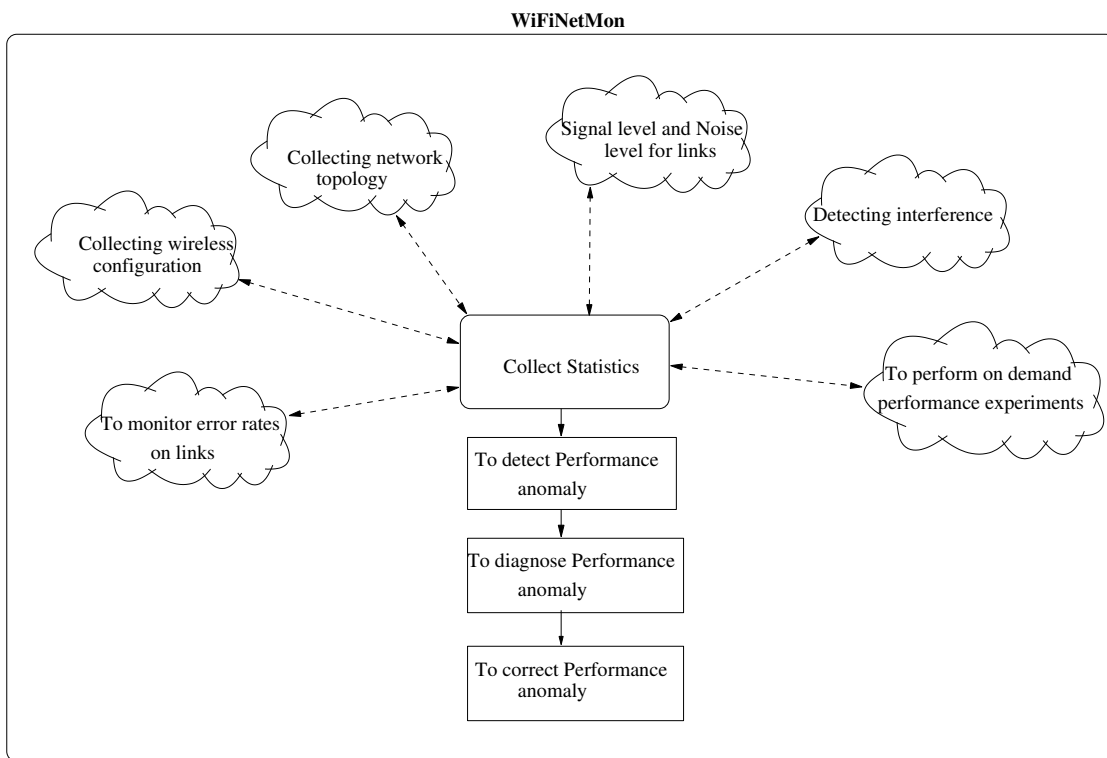 WiFiNetMon
Signal level and Noise
level for links
Collecting network
topology
Detecting interference
Collecting wireless
configuration
Collect Statistics
To perform on demand
performance experiments
To monitor error rates
on links
To detect Performance
anomaly
To diagnose Performance
anomaly
To correct Performance
anomaly